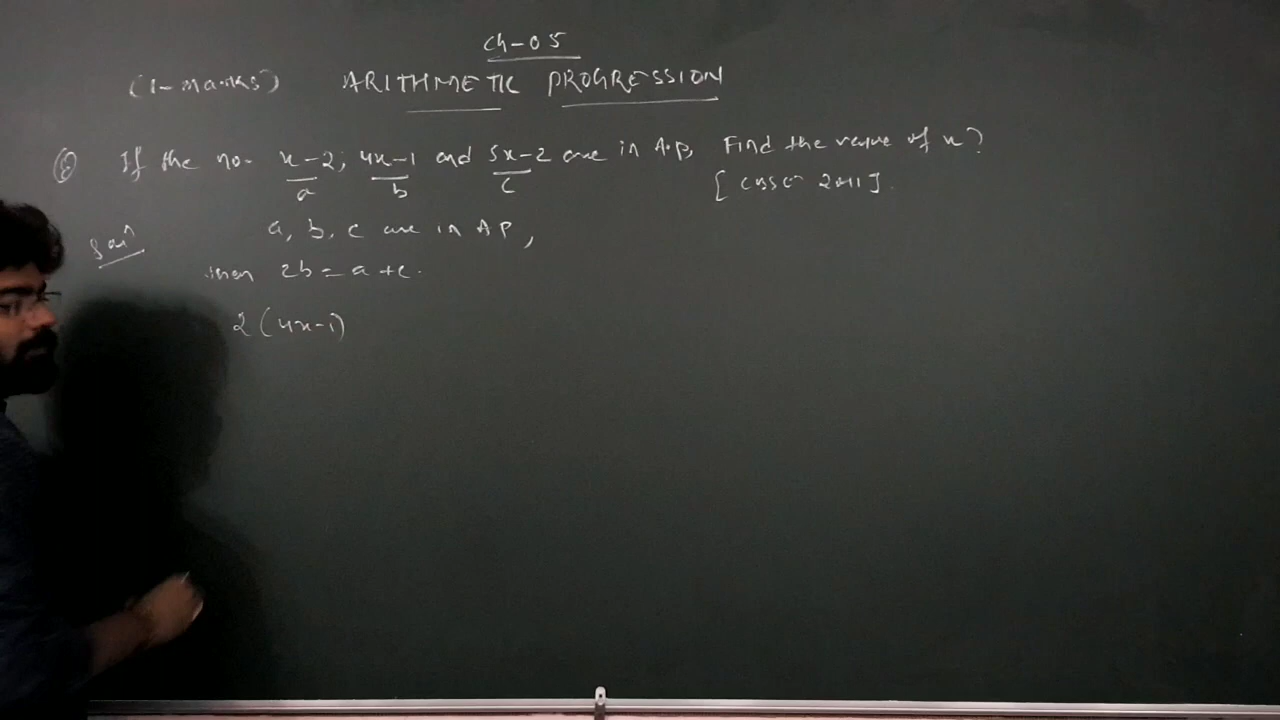 Ch-05
(1-marks) ARITHMETIC PROGRESSION
Q If the no. x-2, 4x-1 and 5x-2 are in A.P, Find the value of x?
a b c [CBSE 2011].
Soln a, b, c are in AP,
then 2b = a+c.
2(4x-1)